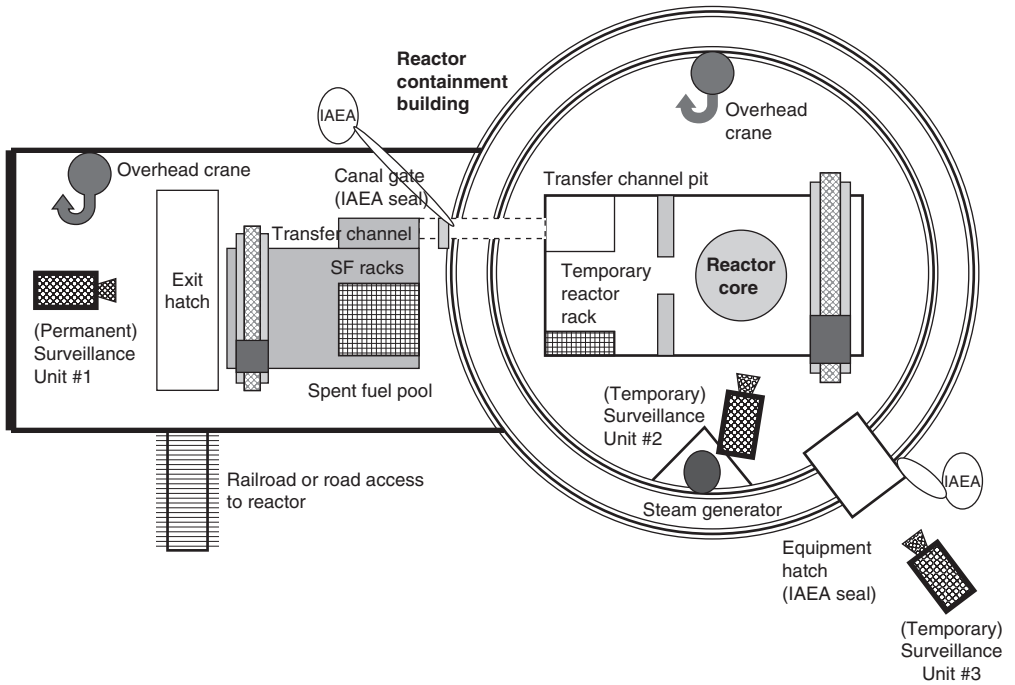 Reactor
containment
building
IAEA
Overhead
crane
Overhead crane
Canal gate
(IAEA seal)
Transfer channel pit
Transfer channel
SF racks
Exit
hatch
Temporary
reactor
rack
Reactor
core
(Permanent)
Surveillance
Unit #1
Spent fuel pool
(Temporary)
Surveillance
Unit #2
Railroad or road access
to reactor
Steam generator
IAEA
Equipment
hatch
(IAEA seal)
(Temporary)
Surveillance
Unit #3